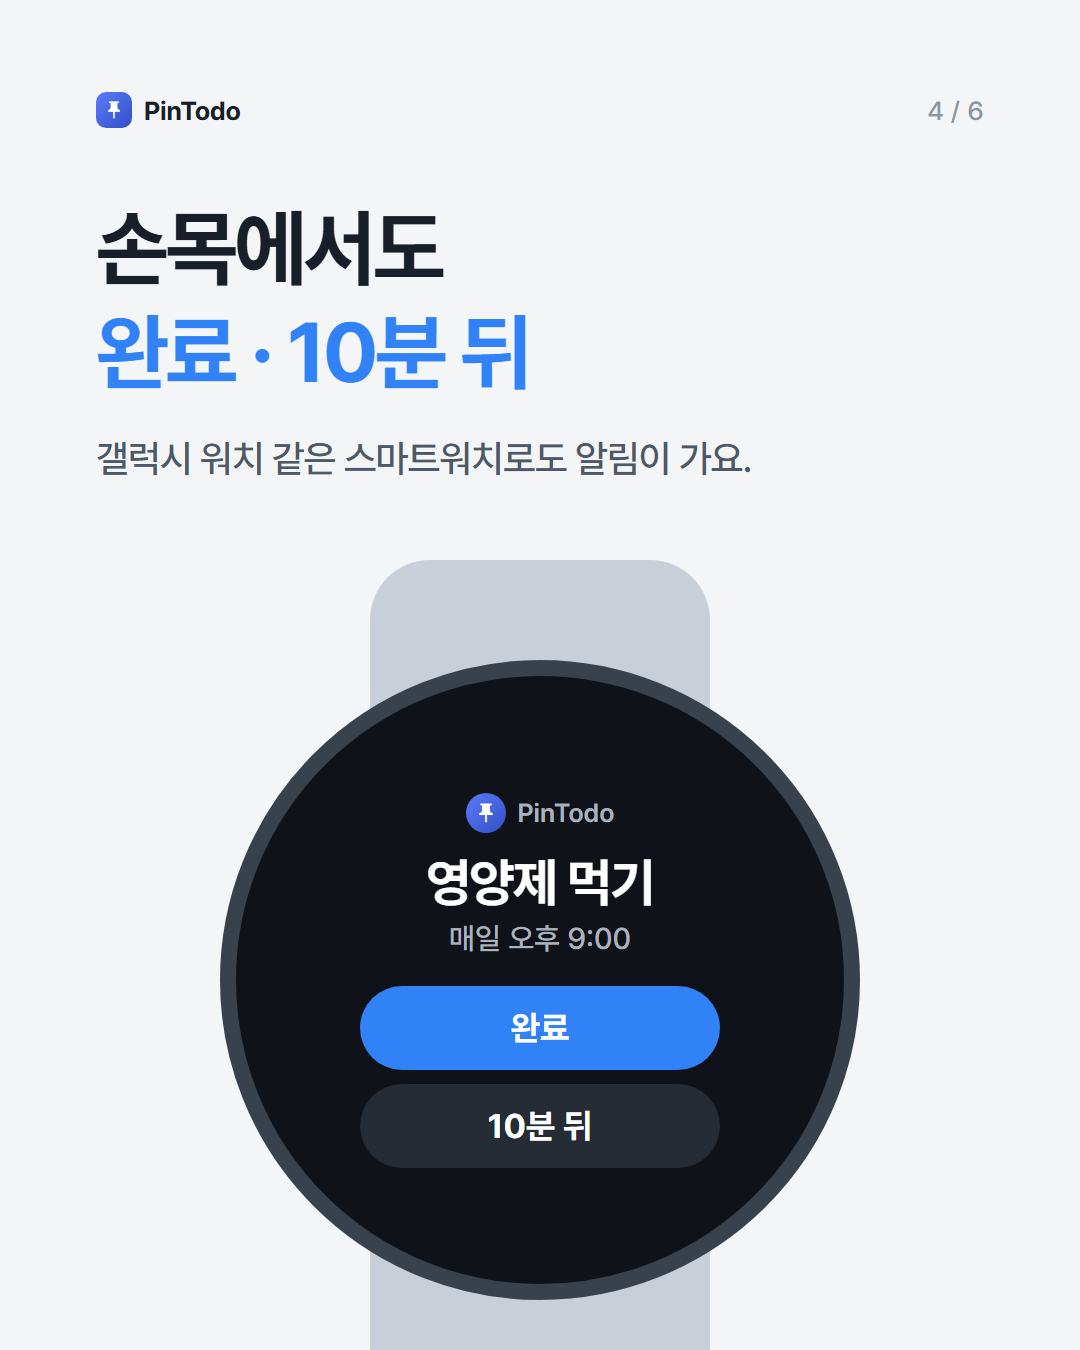 PinTodo
4 / 6
손목에서도
완료 · 10분 뒤
갤럭시 워치 같은 스마트워치로도 알림이 가요.
PinTodo
영양제 먹기
매일 오후 9:00
완료
10분 뒤